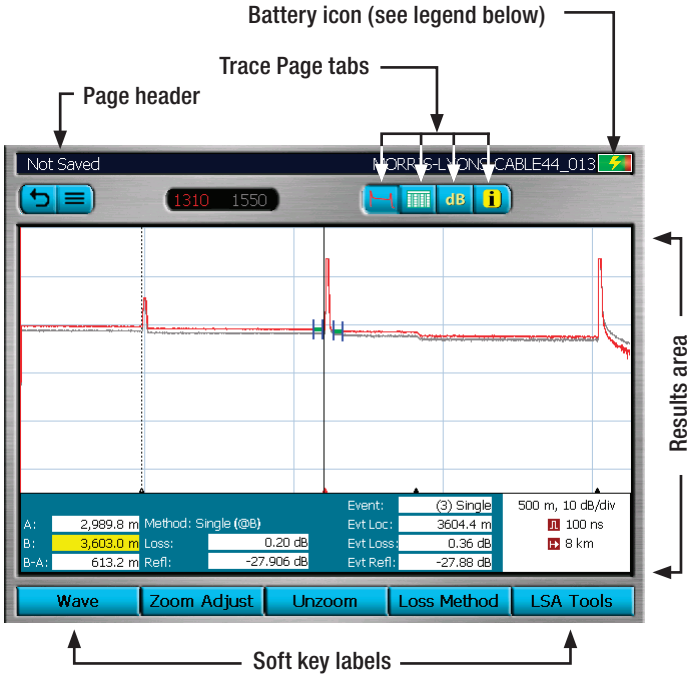 Battery icon (see legend below)
Trace Page tabs
Page header
Not Saved
MORRIS-LYONS-CABLE44_013
1310 1550
dB
i
Results area
Event: (3) Single 500 m, 10 dB/div
A: 2,989.8 m Method: Single (@B) Evt Loc: 3604.4 m 100 ns
B: 3,603.0 m Loss: 0.20 dB Evt Loss: 0.36 dB 8 km
B-A: 613.2 m Refl: -27.906 dB Evt Refl: -27.88 dB
Wave Zoom Adjust Unzoom Loss Method LSA Tools
Soft key labels